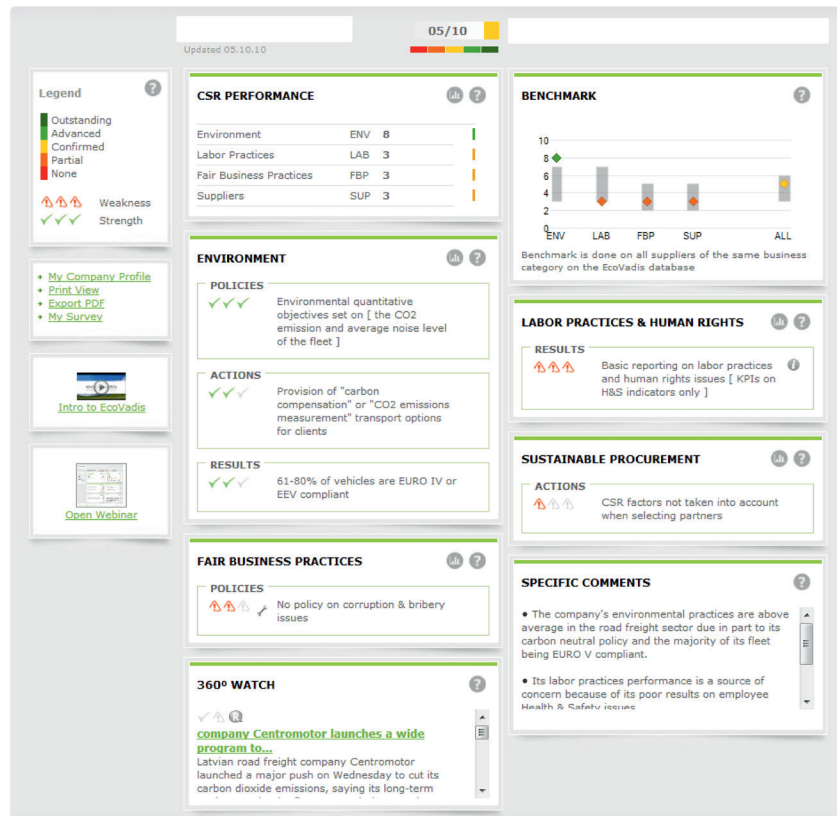 05/10
Updated 05.10.10
Legend
Outstanding
Advanced
Confirmed
Partial
None
Weakness
Strength
My Company Profile
Print View
Export PDF
My Survey
Intro to EcoVadis
Open Webinar
CSR PERFORMANCE
Environment ENV 8
Labor Practices LAB 3
Fair Business Practices FBP 3
Suppliers SUP 3
ENVIRONMENT
POLICIES
Environmental quantitative
objectives set on [ the CO2
emission and average noise level
of the fleet ]
ACTIONS
Provision of "carbon
compensation" or "CO2 emissions
measurement" transport options
for clients
RESULTS
61-80% of vehicles are EURO IV or
EEV compliant
FAIR BUSINESS PRACTICES
POLICIES
No policy on corruption & bribery
issues
360º WATCH
company Centromotor launches a wide
program to...
Latvian road freight company Centromotor
launched a major push on Wednesday to cut its
carbon dioxide emissions, saying its long-term
BENCHMARK
10
8
6
4
2
0
ENV LAB FBP SUP ALL
Benchmark is done on all suppliers of the same business
category on the EcoVadis database
LABOR PRACTICES & HUMAN RIGHTS
RESULTS
Basic reporting on labor practices
and human rights issues [ KPIs on
H&S indicators only ]
SUSTAINABLE PROCUREMENT
ACTIONS
CSR factors not taken into account
when selecting partners
SPECIFIC COMMENTS
• The company's environmental practices are above
average in the road freight sector due in part to its
carbon neutral policy and the majority of its fleet
being EURO V compliant.
• Its labor practices performance is a source of
concern because of its poor results on employee
Health & Safety issues